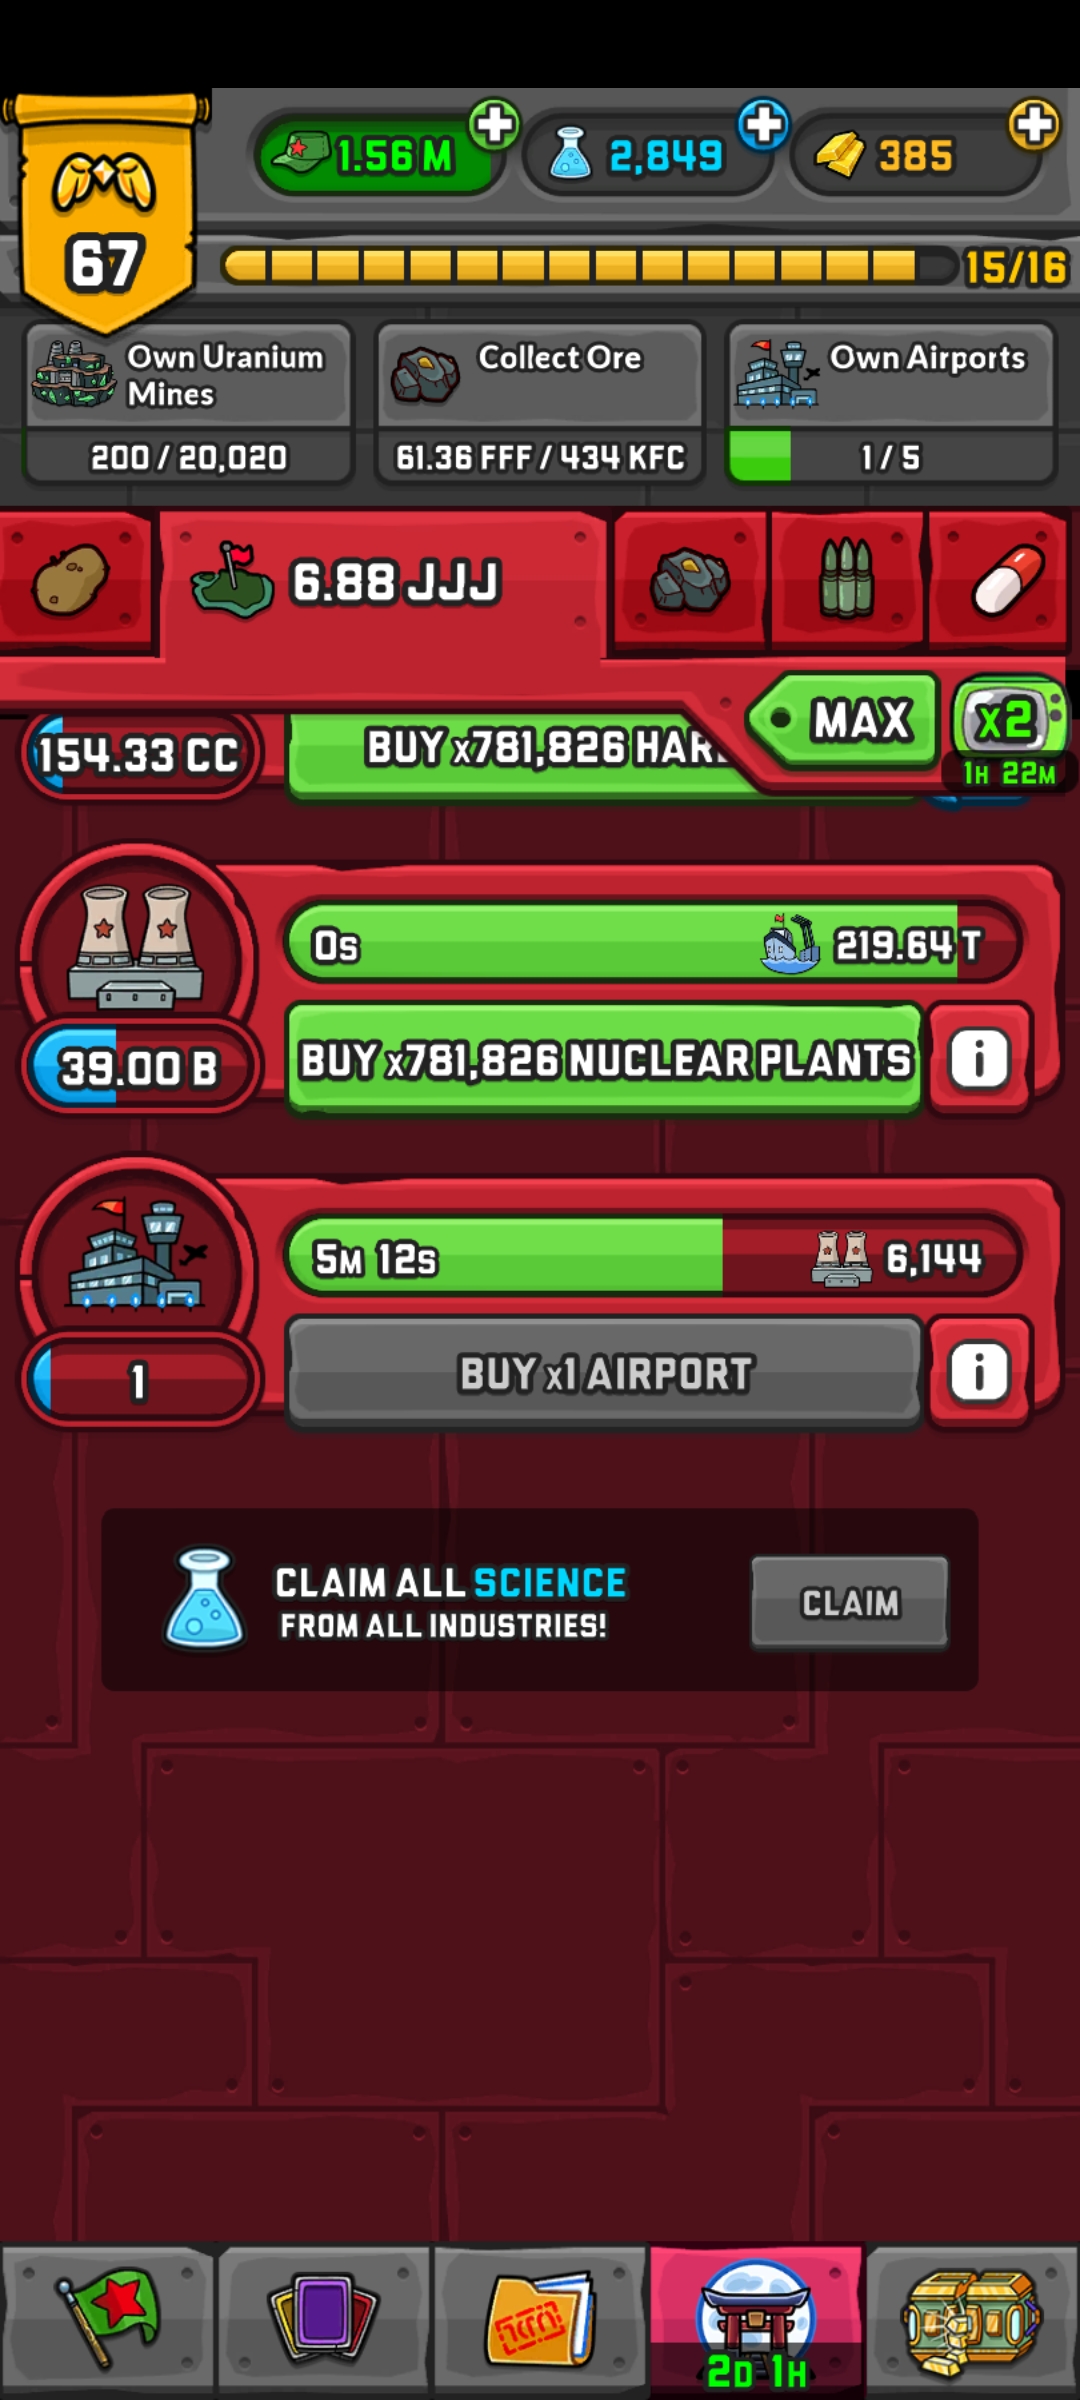 1.56 M
2,849
385
67
15/16
Own Uranium
Mines
200 / 20,020
Collect Ore
61.36 FFF / 434 KFC
Own Airports
1 / 5
6.88 JJJ
MAX
x2
1H 22M
154.33 CC
BUY x781,826 HAR
0s
219.64 T
39.00 B
BUY x781,826 NUCLEAR PLANTS
i
5M 12s
6,144
1
BUY x1 AIRPORT
i
CLAIM ALL SCIENCE
FROM ALL INDUSTRIES!
CLAIM
2D 1H